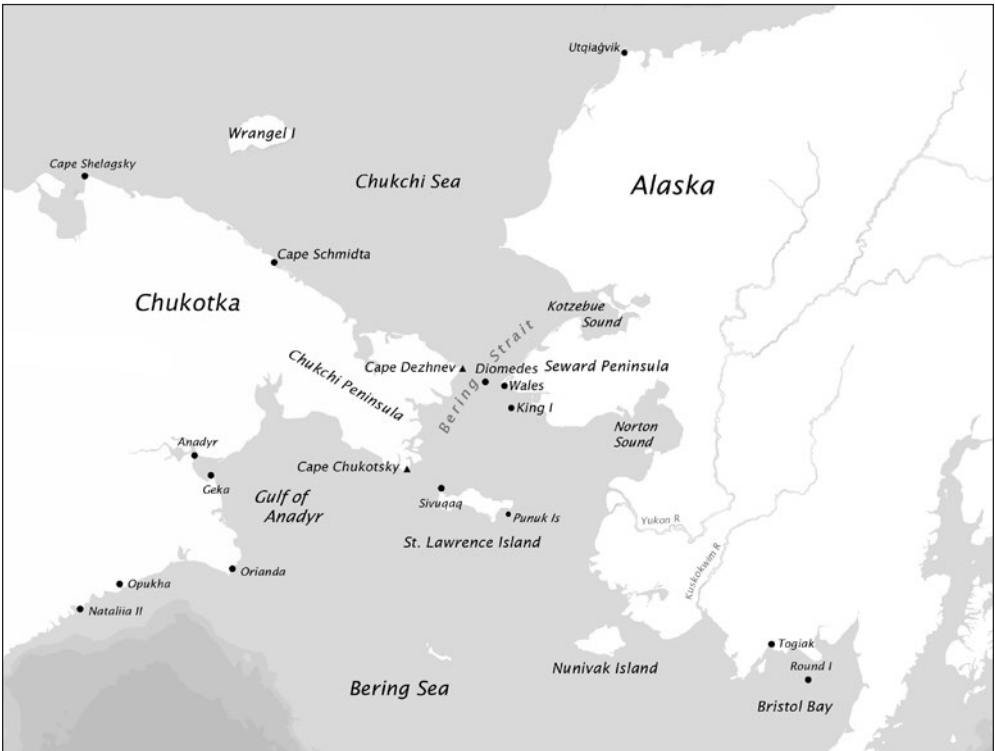 Utqiaġvik
Wrangel I
Cape Shelagsky
Chukchi Sea
Alaska
Cape Schmidta
Chukotka
Kotzebue
Sound
Bering Strait
Cape Dezhnev
Diomedes
Seward Peninsula
Wales
Chukchi Peninsula
King I
Norton
Sound
Anadyr
Cape Chukotsky
Geka
Gulf of
Anadyr
Sivuqaq
Punuk Is
Yukon R
St. Lawrence Island
Kuskokwim R
Orianda
Opukha
Nataliia II
Togiak
Nunivak Island
Round I
Bering Sea
Bristol Bay